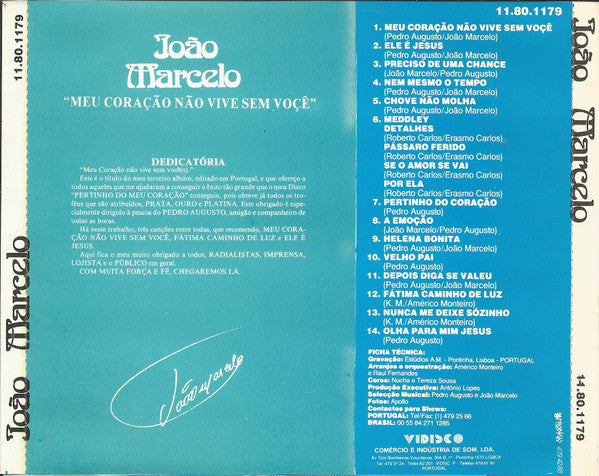 11.80.1179
João Marcelo
João
Marcelo
"MEU CORAÇÃO NÃO VIVE SEM VOÇÊ"
DEDICATÓRIA
"Meu Coração não vive sem você(s)."
Este é o título do meu terceiro álbum, editado em Portugal, e que ofereço a
todos aqueles que me ajudaram a conseguir o êxito tão grande que o meu Disco
"PERTINHO DO MEU CORAÇÃO" conseguiu, pois obteve já todos os tro-
féus que são atribuídos, PRATA, OURO e PLATINA. Este obrigado é espe-
cialmente dirigido à pessoa do PEDRO AUGUSTO, amigão e companheiro de
todas as horas.
Há neste trabalho, três canções entre todas, que recomendo, MEU CORA-
ÇÃO NÃO VIVE SEM VOCÊ, FÁTIMA CAMINHO DE LUZ e ELE É
JESUS.
Aqui fica o meu muito obrigado a todos, RADIALISTAS, IMPRENSA,
LOJISTA e o PÚBLICO em geral.
COM MUITA FORÇA E FÉ, CHEGAREMOS LÁ.
João Marcelo
11.80.1179
1. MEU CORAÇÃO NÃO VIVE SEM VOÇÊ
(Pedro Augusto/João Marcelo)
2. ELE É JESUS
(Pedro Augusto/João Marcelo)
3. PRECISO DE UMA CHANCE
(João Marcelo/Pedro Augusto)
4. NEM MESMO O TEMPO
(Pedro Augusto/João Marcelo)
5. CHOVE NÃO MOLHA
(Pedro Augusto/João Marcelo)
6. MEDDLEY
DETALHES
(Roberto Carlos/Erasmo Carlos)
PÁSSARO FERIDO
(Roberto Carlos/Erasmo Carlos)
SE O AMOR SE VAI
(Roberto Carlos/Erasmo Carlos)
POR ELA
(Roberto Carlos/Erasmo Carlos)
7. PERTINHO DO CORAÇÃO
(Pedro Augusto)
8. A EMOÇÃO
(João Marcelo/Pedro Augusto)
9. HELENA BONITA
(Pedro Augusto/João Marcelo)
10. VELHO PAI
(Pedro Augusto)
11. DEPOIS DIGA SE VALEU
(Pedro Augusto/João Marcelo)
12. FÁTIMA CAMINHO DE LUZ
(K. M./Américo Monteiro)
13. NUNCA ME DEIXE SÓZINHO
(K. M./Américo Monteiro)
14. OLHA PARA MIM JESUS
(Pedro Augusto)
FICHA TÉCNICA:
Gravação: Estúdios A.M. - Pontinha, Lisboa - PORTUGAL
Arranjos e orquestração: Américo Monteiro
e Raul Fernandes
Coros: Nucha e Tereza Sousa
Produção Executiva: António Lopes
Selecção Musical: Pedro Augusto e João Marcelo
Fotos: Apollo
Contactos para Shows:
PORTUGAL: Tel/Fax: (1) 479 25 66
BRASIL: 00 55 84 271 1286
VIDISCO
COMÉRCIO E INDÚSTRIA DE SOM, LDA.
João Marcelo
14.80.1179